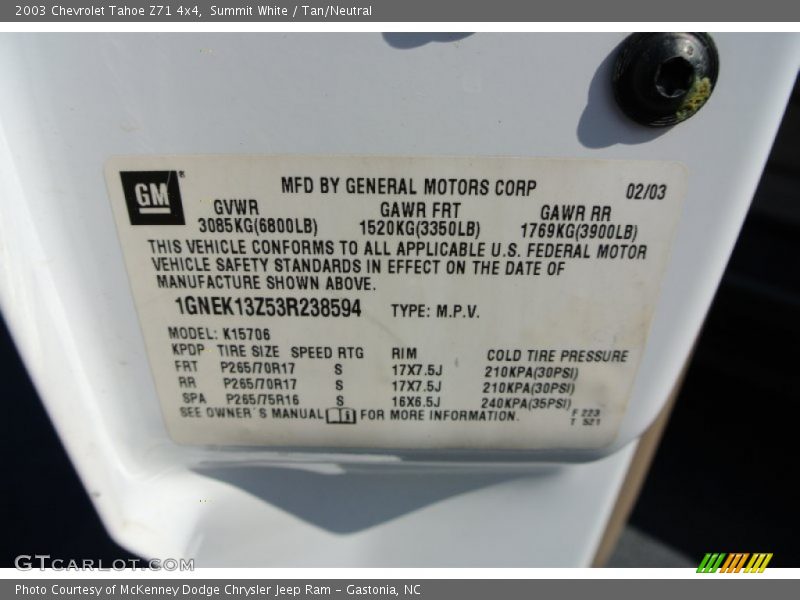 2003 Chevrolet Tahoe Z71 4x4, Summit White / Tan/Neutral
GM®
MFD BY GENERAL MOTORS CORP 02/03
GVWR GAWR FRT GAWR RR
3085KG(6800LB) 1520KG(3350LB) 1769KG(3900LB)
THIS VEHICLE CONFORMS TO ALL APPLICABLE U.S. FEDERAL MOTOR
VEHICLE SAFETY STANDARDS IN EFFECT ON THE DATE OF
MANUFACTURE SHOWN ABOVE.
1GNEK13Z53R238594 TYPE: M.P.V.
MODEL: K15706
KPDP TIRE SIZE SPEED RTG RIM COLD TIRE PRESSURE
FRT P265/70R17 S 17X7.5J 210KPA(30PSI)
RR P265/70R17 S 17X7.5J 210KPA(30PSI)
SPA P265/75R16 S 16X6.5J 240KPA(35PSI)
SEE OWNER'S MANUAL FOR MORE INFORMATION.
F 223
T 521
GTCarlot.com
Photo Courtesy of McKenney Dodge Chrysler Jeep Ram - Gastonia, NC